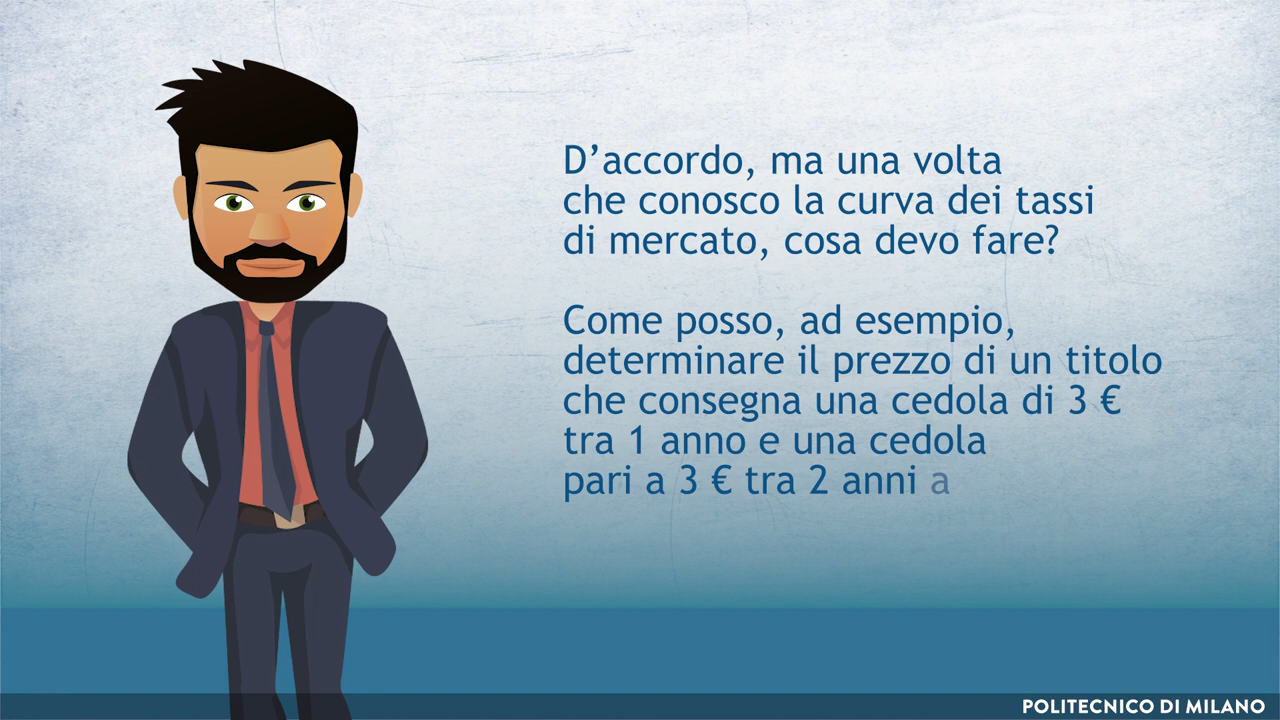 D’accordo, ma una volta
che conosco la curva dei tassi
di mercato, cosa devo fare?
Come posso, ad esempio,
determinare il prezzo di un titolo
che consegna una cedola di 3 €
tra 1 anno e una cedola
pari a 3 € tra 2 anni a
POLITECNICO DI MILANO